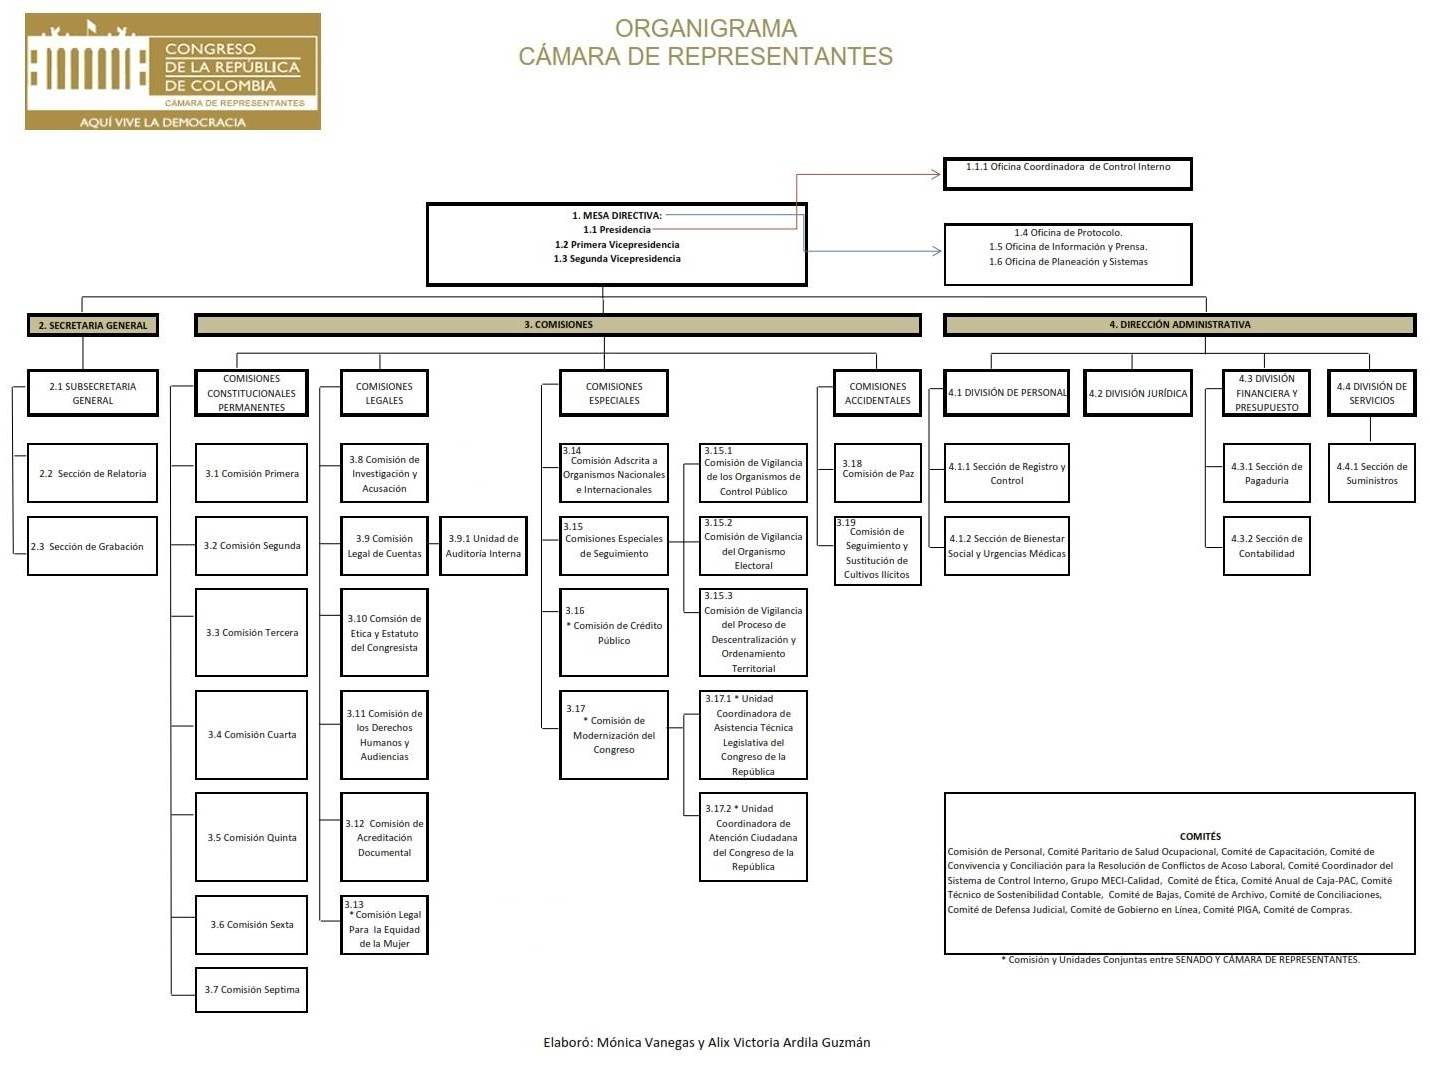 CONGRESO
DE LA REPÚBLICA
DE COLOMBIA
CÁMARA DE REPRESENTANTES
AQUÍ VIVE LA DEMOCRACIA
ORGANIGRAMA
CÁMARA DE REPRESENTANTES
1.1.1 Oficina Coordinadora de Control Interno
1. MESA DIRECTIVA:
1.1 Presidencia
1.2 Primera Vicepresidencia
1.3 Segunda Vicepresidencia
1.4 Oficina de Protocolo.
1.5 Oficina de Información y Prensa.
1.6 Oficina de Planeación y Sistemas
2. SECRETARIA GENERAL
3. COMISIONES
4. DIRECCIÓN ADMINISTRATIVA
2.1 SUBSECRETARIA
GENERAL
2.2 Sección de Relatoria
2.3 Sección de Grabación
COMISIONES
CONSTITUCIONALES
PERMANENTES
3.1 Comisión Primera
3.2 Comisión Segunda
3.3 Comisión Tercera
3.4 Comisión Cuarta
3.5 Comisión Quinta
3.6 Comisión Sexta
3.7 Comisión Septima
COMISIONES
LEGALES
3.8 Comisión de
Investigación y
Acusación
3.9 Comisión
Legal de Cuentas
3.9.1 Unidad de
Auditoría Interna
3.10 Comsión de
Etica y Estatuto
del Congresista
3.11 Comisión de
los Derechos
Humanos y
Audiencias
3.12 Comisión de
Acreditación
Documental
3.13
* Comisión Legal
Para la Equidad
de la Mujer
COMISIONES
ESPECIALES
3.14
Comisión Adscrita a
Organismos Nacionales
e Internacionales
3.15
Comisiones Especiales
de Seguimiento
3.16
* Comisión de Crédito
Público
3.17
* Comisión de
Modernización del
Congreso
3.15.1
Comisión de Vigilancia
de los Organismos de
Control Público
3.15.2
Comisión de Vigilancia
del Organismo
Electoral
3.15.3
Comisión de Vigilancia
del Proceso de
Descentralización y
Ordenamiento
Territorial
3.17.1 * Unidad
Coordinadora de
Asistencia Técnica
Legislativa del
Congreso de la
República
3.17.2 * Unidad
Coordinadora de
Atención Ciudadana
del Congreso de la
República
COMISIONES
ACCIDENTALES
3.18
Comisión de Paz
3.19
Comisión de
Seguimiento y
Sustitución de
Cultivos Ilícitos
4.1 DIVISIÓN DE PERSONAL
4.1.1 Sección de Registro y
Control
4.1.2 Sección de Bienestar
Social y Urgencias Médicas
4.2 DIVISIÓN JURÍDICA
4.3 DIVISIÓN
FINANCIERA Y
PRESUPUESTO
4.3.1 Sección de
Pagaduria
4.3.2 Sección de
Contabilidad
4.4 DIVISIÓN DE
SERVICIOS
4.4.1 Sección de
Suministros
COMITÉS
Comisión de Personal, Comité Paritario de Salud Ocupacional, Comité de Capacitación, Comité de
Convivencia y Conciliación para la Resolución de Conflictos de Acoso Laboral, Comité Coordinador del
Sistema de Control Interno, Grupo MECI-Calidad, Comité de Ética, Comité Anual de Caja-PAC, Comité
Técnico de Sostenibilidad Contable, Comité de Bajas, Comité de Archivo, Comité de Conciliaciones,
Comité de Defensa Judicial, Comité de Gobierno en Línea, Comité PIGA, Comité de Compras.
* Comisión y Unidades Conjuntas entre SENADO Y CÁMARA DE REPRESENTANTES.
Elaboró: Mónica Vanegas y Alix Victoria Ardila Guzmán